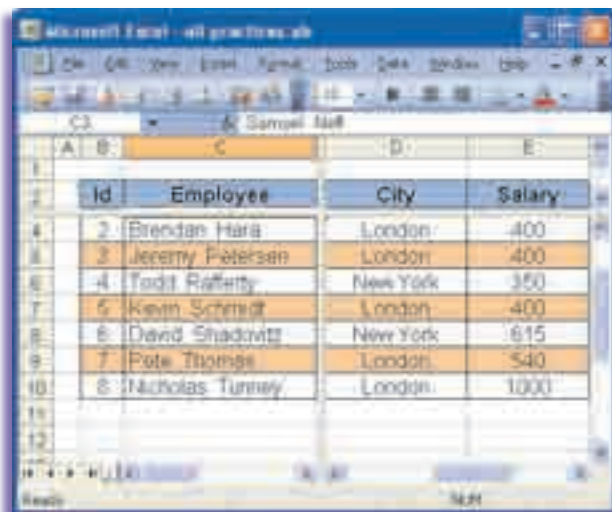 Microsoft Excel - all practices.xls
File Edit View Insert Format Tools Data Window Help
C3 fx Samuel Neff
A B C D E
1
2 Id Employee City Salary
4 2 Brendan Hara London 400
5 3 Jeremy Petersen London 400
6 4 Todd Rafferty New York 350
7 5 Kevin Schmidt London 400
8 6 David Shadovitz New York 615
9 7 Pete Thomas London 540
10 8 Nicholas Tunney London 1000
11
12
Ready NUM